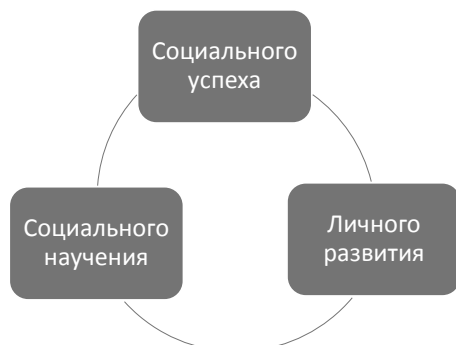 Социального
успеха
Социального
научения
Личного
развития